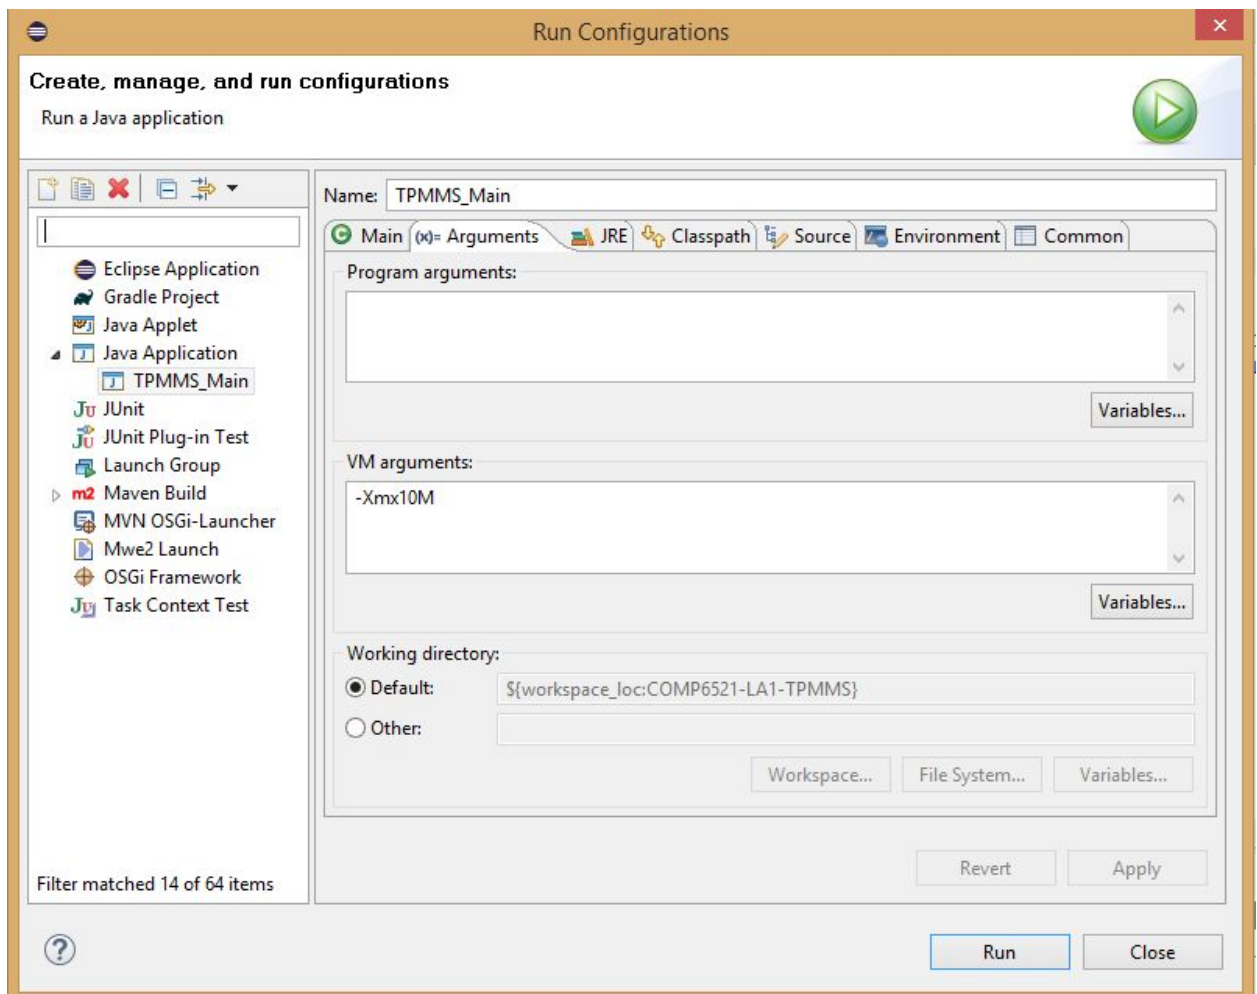 Run Configurations
Create, manage, and run configurations
Run a Java application
Eclipse Application
Gradle Project
Java Applet
Java Application
TPMMS_Main
JUnit
JUnit Plug-in Test
Launch Group
Maven Build
MVN OSGi-Launcher
Mwe2 Launch
OSGi Framework
Task Context Test
Filter matched 14 of 64 items
Name: TPMMS_Main
Main (x)= Arguments JRE Classpath Source Environment Common
Program arguments:
Variables...
VM arguments:
-Xmx10M
Variables...
Working directory:
Default: ${workspace_loc:COMP6521-LA1-TPMMS}
Other:
Workspace... File System... Variables...
Revert Apply
Run Close